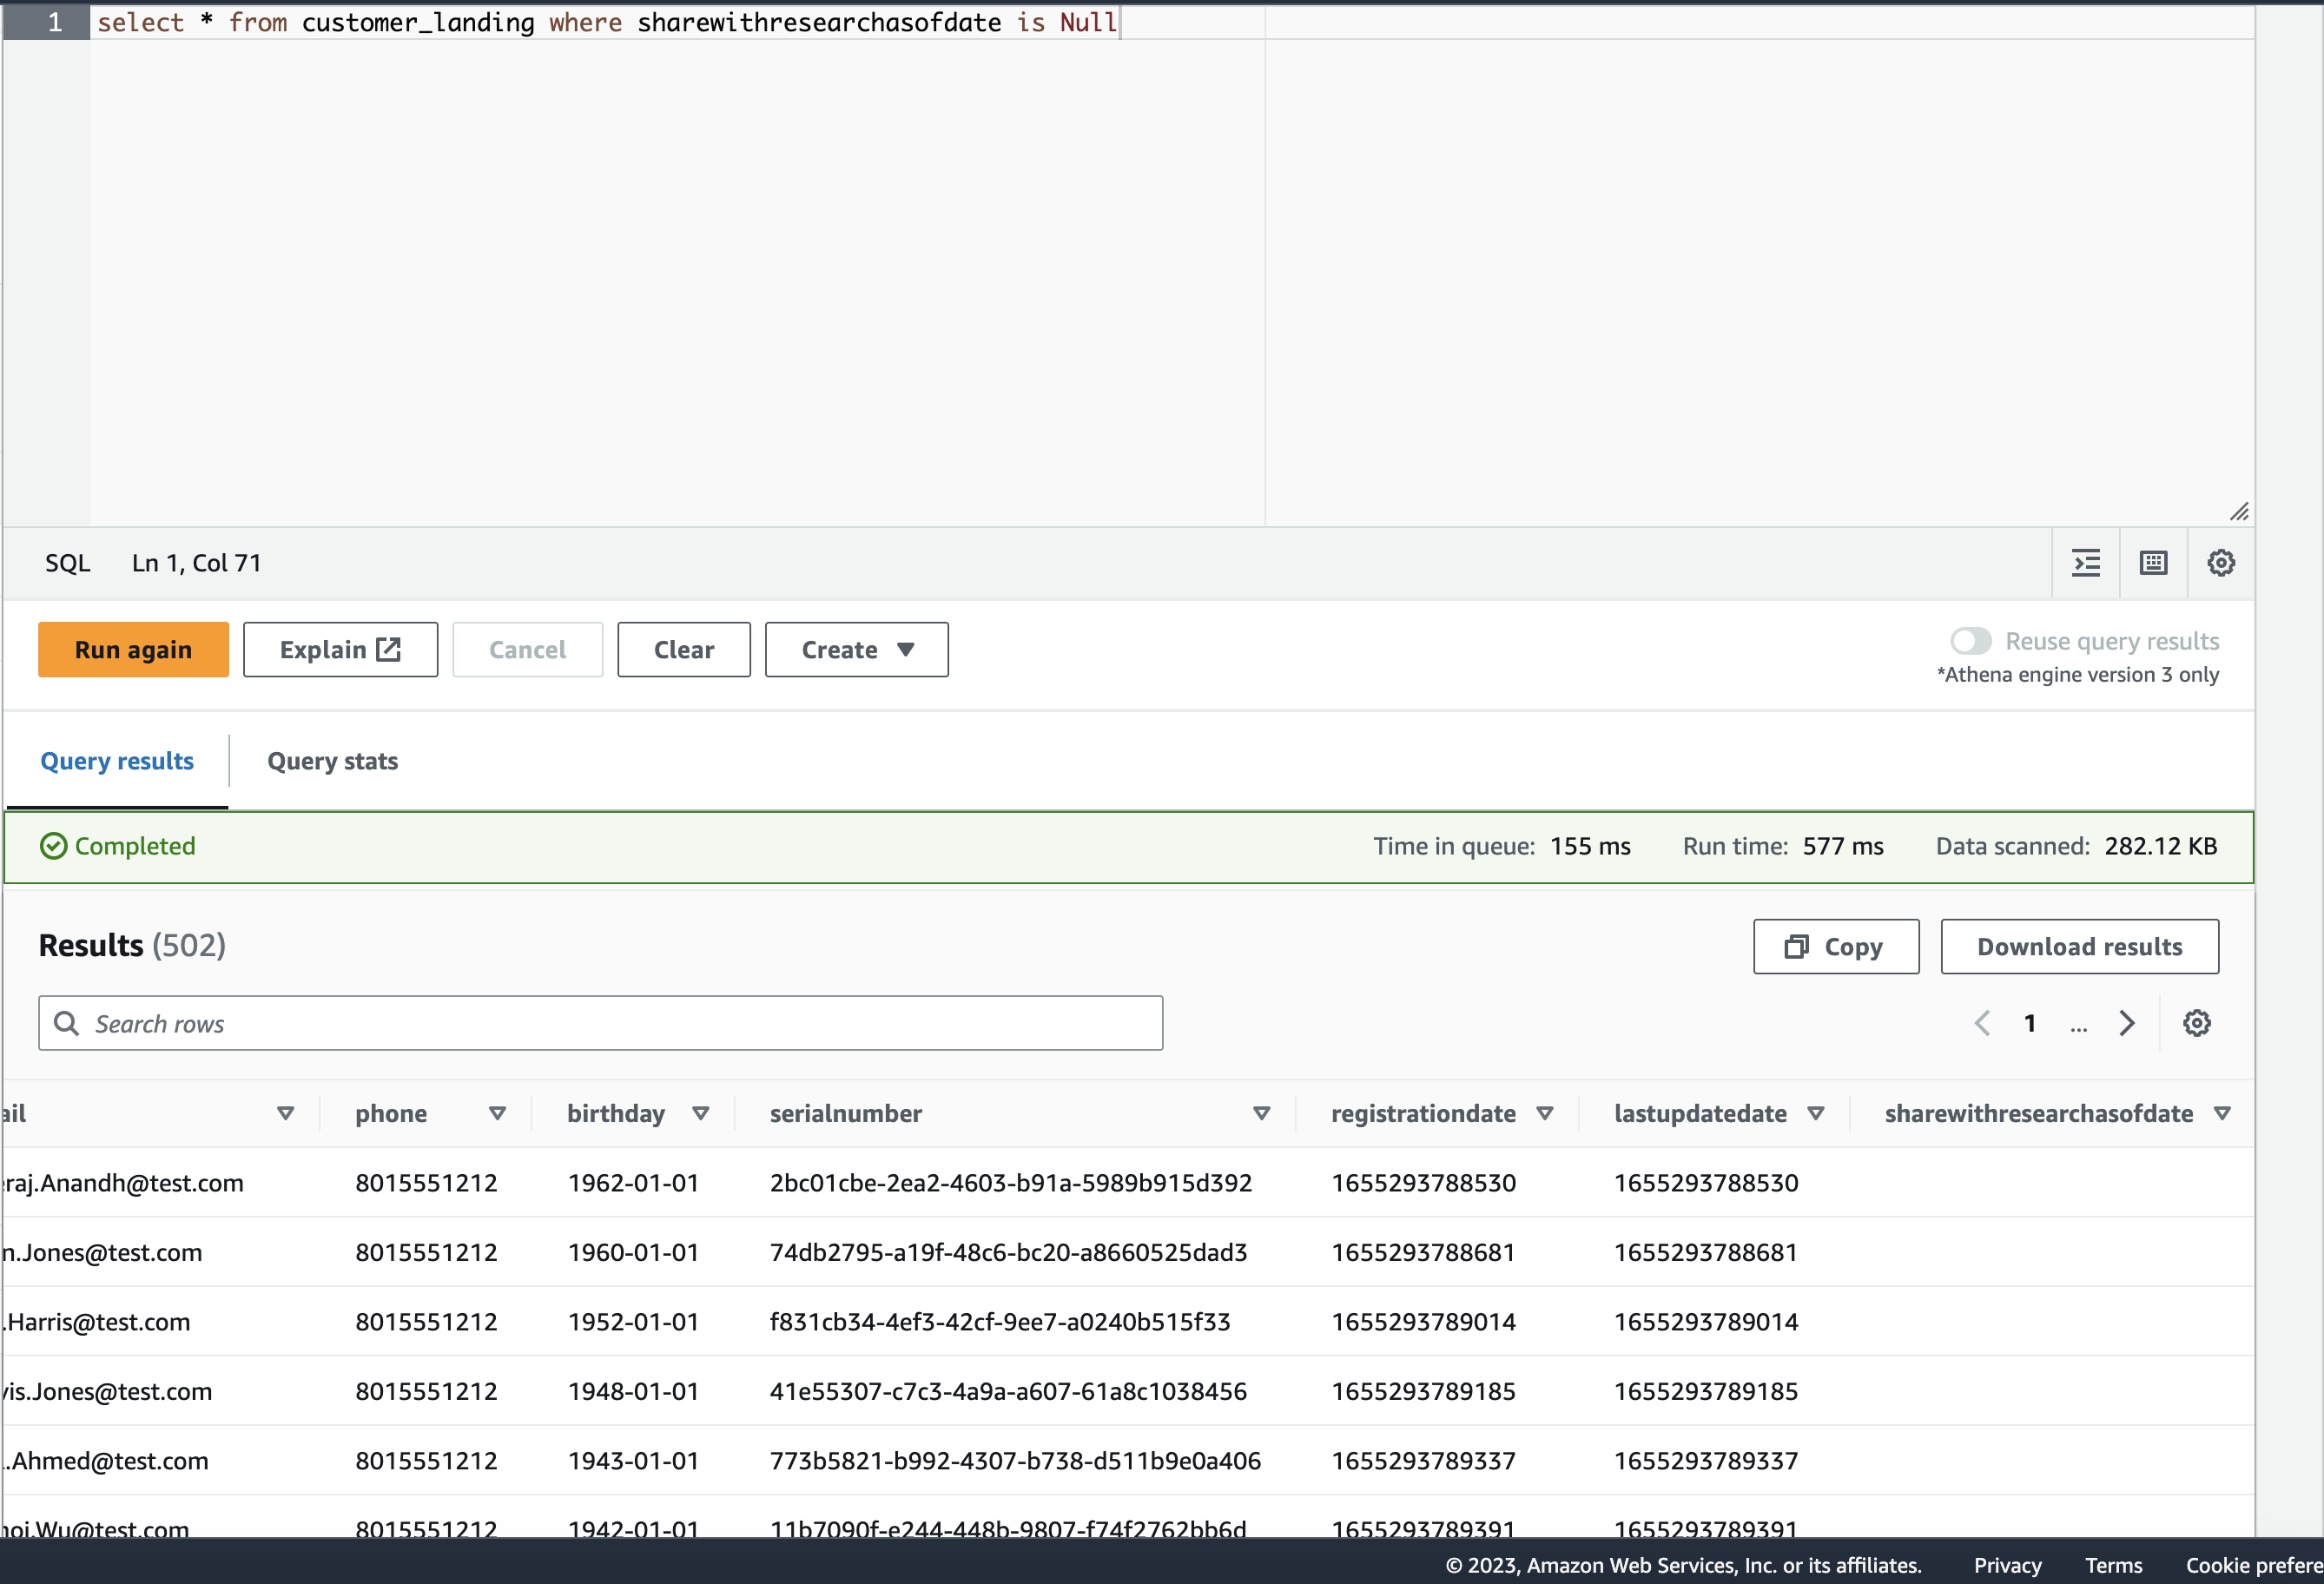 1 select * from customer_landing where sharewithresearchasofdate is Null
SQL Ln 1, Col 71
Run again Explain Cancel Clear Create Reuse query results
*Athena engine version 3 only
Query results Query stats
Completed Time in queue: 155 ms Run time: 577 ms Data scanned: 282.12 KB
Results (502) Copy Download results
Search rows 1 ...
ail phone birthday serialnumber registrationdate lastupdatedate sharewithresearchasofdate
raj.Anandh@test.com 8015551212 1962-01-01 2bc01cbe-2ea2-4603-b91a-5989b915d392 1655293788530 1655293788530
n.Jones@test.com 8015551212 1960-01-01 74db2795-a19f-48c6-bc20-a8660525dad3 1655293788681 1655293788681
.Harris@test.com 8015551212 1952-01-01 f831cb34-4ef3-42cf-9ee7-a0240b515f33 1655293789014 1655293789014
vis.Jones@test.com 8015551212 1948-01-01 41e55307-c7c3-4a9a-a607-61a8c1038456 1655293789185 1655293789185
.Ahmed@test.com 8015551212 1943-01-01 773b5821-b992-4307-b738-d511b9e0a406 1655293789337 1655293789337
noj.Wu@test.com 8015551212 1942-01-01 11b7090f-e244-448b-9807-f74f2762bb6d 1655293789391 1655293789391
© 2023, Amazon Web Services, Inc. or its affiliates. Privacy Terms Cookie prefere